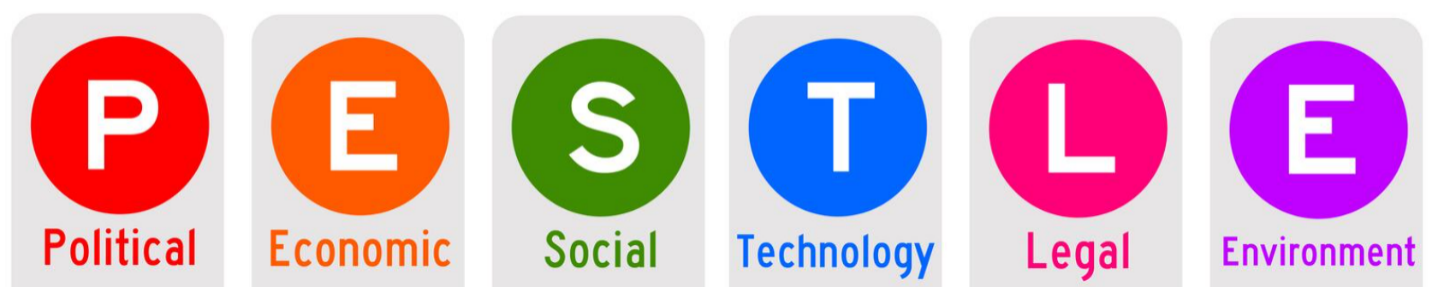 P E S T L E
Political Economic Social Technology Legal Environment